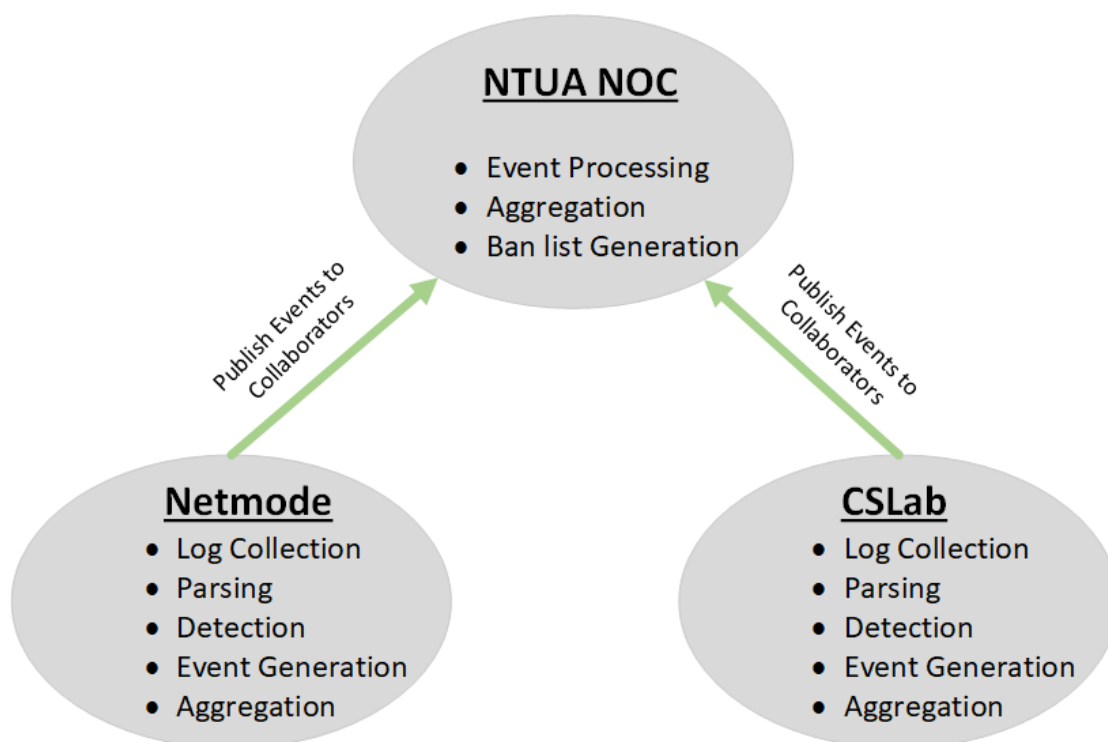 NTUA NOC
• Event Processing
• Aggregation
• Ban list Generation
Publish Events to
Collaborators
Publish Events to
Collaborators
Netmode
• Log Collection
• Parsing
• Detection
• Event Generation
• Aggregation
CSLab
• Log Collection
• Parsing
• Detection
• Event Generation
• Aggregation